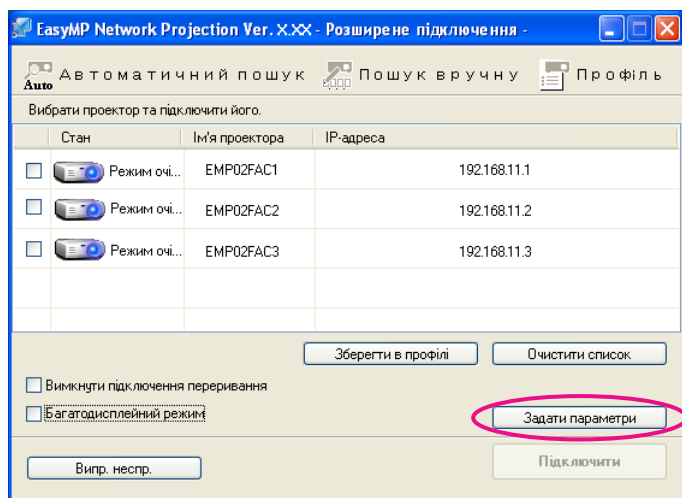 EasyMP Network Projection Ver. X.XX - Розширене підключення -
Auto Автоматичний пошук Пошук вручну Профіль
Вибрати проектор та підключити його.
Стан Ім'я проектора IP-адреса
Режим очі... EMP02FAC1 192.168.11.1
Режим очі... EMP02FAC2 192.168.11.2
Режим очі... EMP02FAC3 192.168.11.3
Зберегти в профілі Очистити список
Вимкнути підключення переривання
Багатодисплейний режим Задати параметри
Випр. неспр. Підключити